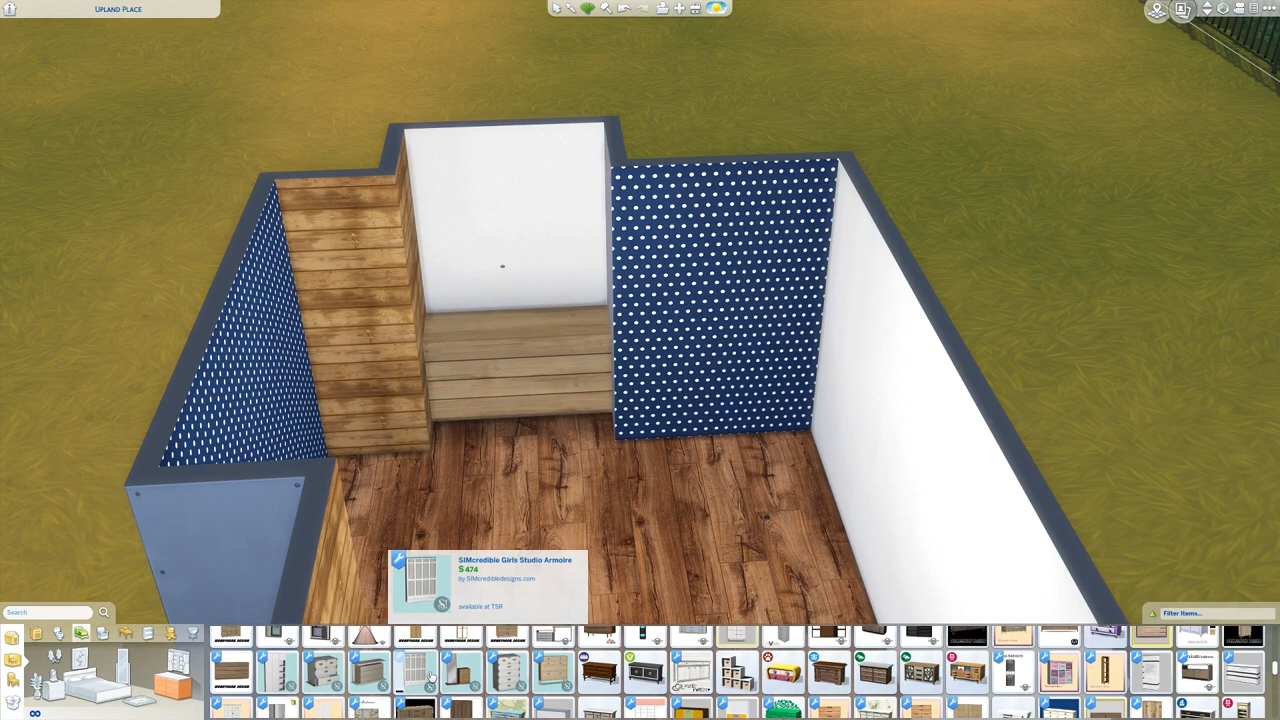 UPLAND PLACE
SIMcredible Girls Studio Armoire
§474
by SIMcredibledesigns.com
available at TSR
Search
Filter Items...